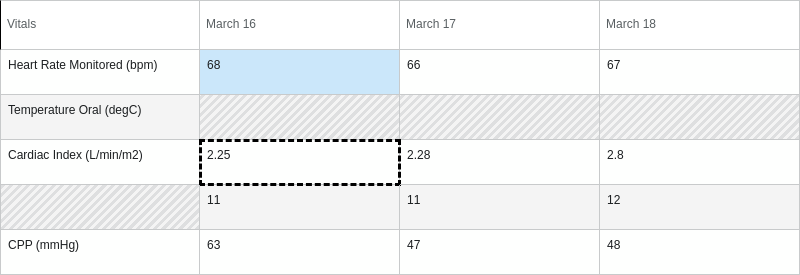 Vitals March 16 March 17 March 18
Heart Rate Monitored (bpm) 68 66 67
Temperature Oral (degC)
Cardiac Index (L/min/m2) 2.25 2.28 2.8
11 11 12
CPP (mmHg) 63 47 48